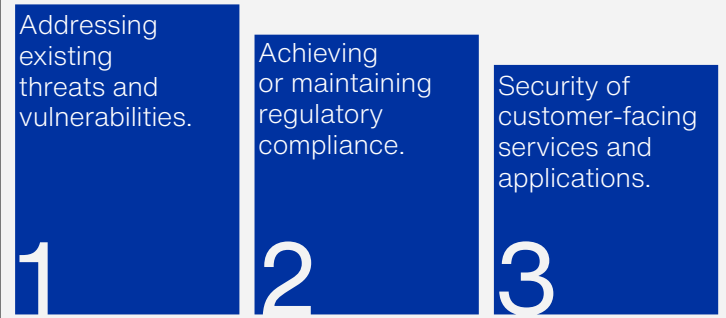 Addressing
existing
threats and
vulnerabilities.
1
Achieving
or maintaining
regulatory
compliance.
2
Security of
customer-facing
services and
applications.
3